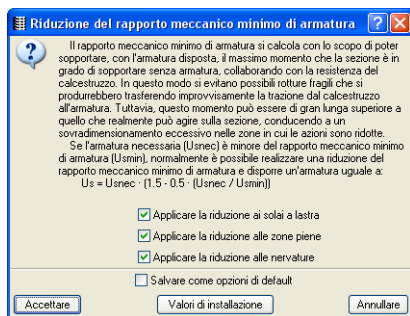 Riduzione del rapporto meccanico minimo di armatura
Il rapporto meccanico minimo di armatura si calcola con lo scopo di poter
sopportare, con l'armatura disposta, il massimo momento che la sezione è in
grado di sopportare senza armatura, collaborando con la resistenza del
calcestruzzo. In questo modo si evitano possibili rotture fragili che si
produrrebbero trasferendo improvvisamente la trazione dal calcestruzzo
all'armatura. Tuttavia, questo momento può essere di gran lunga superiore a
quello che realmente può agire sulla sezione, conducendo a un
sovradimensionamento eccessivo nelle zone in cui le azioni sono ridotte.
Se l'armatura necessaria (Usnec) è minore del rapporto meccanico minimo
di armatura (Usmin), normalmente è possibile realizzare una riduzione del
rapporto meccanico minimo di armatura e disporre un'armatura uguale a:
Us = Usnec · (1.5 - 0.5 · (Usnec / Usmin))
Applicare la riduzione ai solai a lastra
Applicare la riduzione alle zone piene
Applicare la riduzione alle nervature
Salvare come opzioni di default
Accettare
Valori di installazione
Annullare